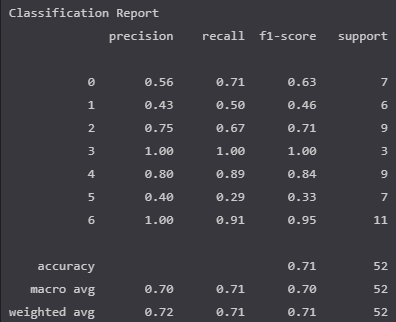 Classification Report
precision recall f1-score support
0 0.56 0.71 0.63 7
1 0.43 0.50 0.46 6
2 0.75 0.67 0.71 9
3 1.00 1.00 1.00 3
4 0.80 0.89 0.84 9
5 0.40 0.29 0.33 7
6 1.00 0.91 0.95 11
accuracy 0.71 52
macro avg 0.70 0.71 0.70 52
weighted avg 0.72 0.71 0.71 52